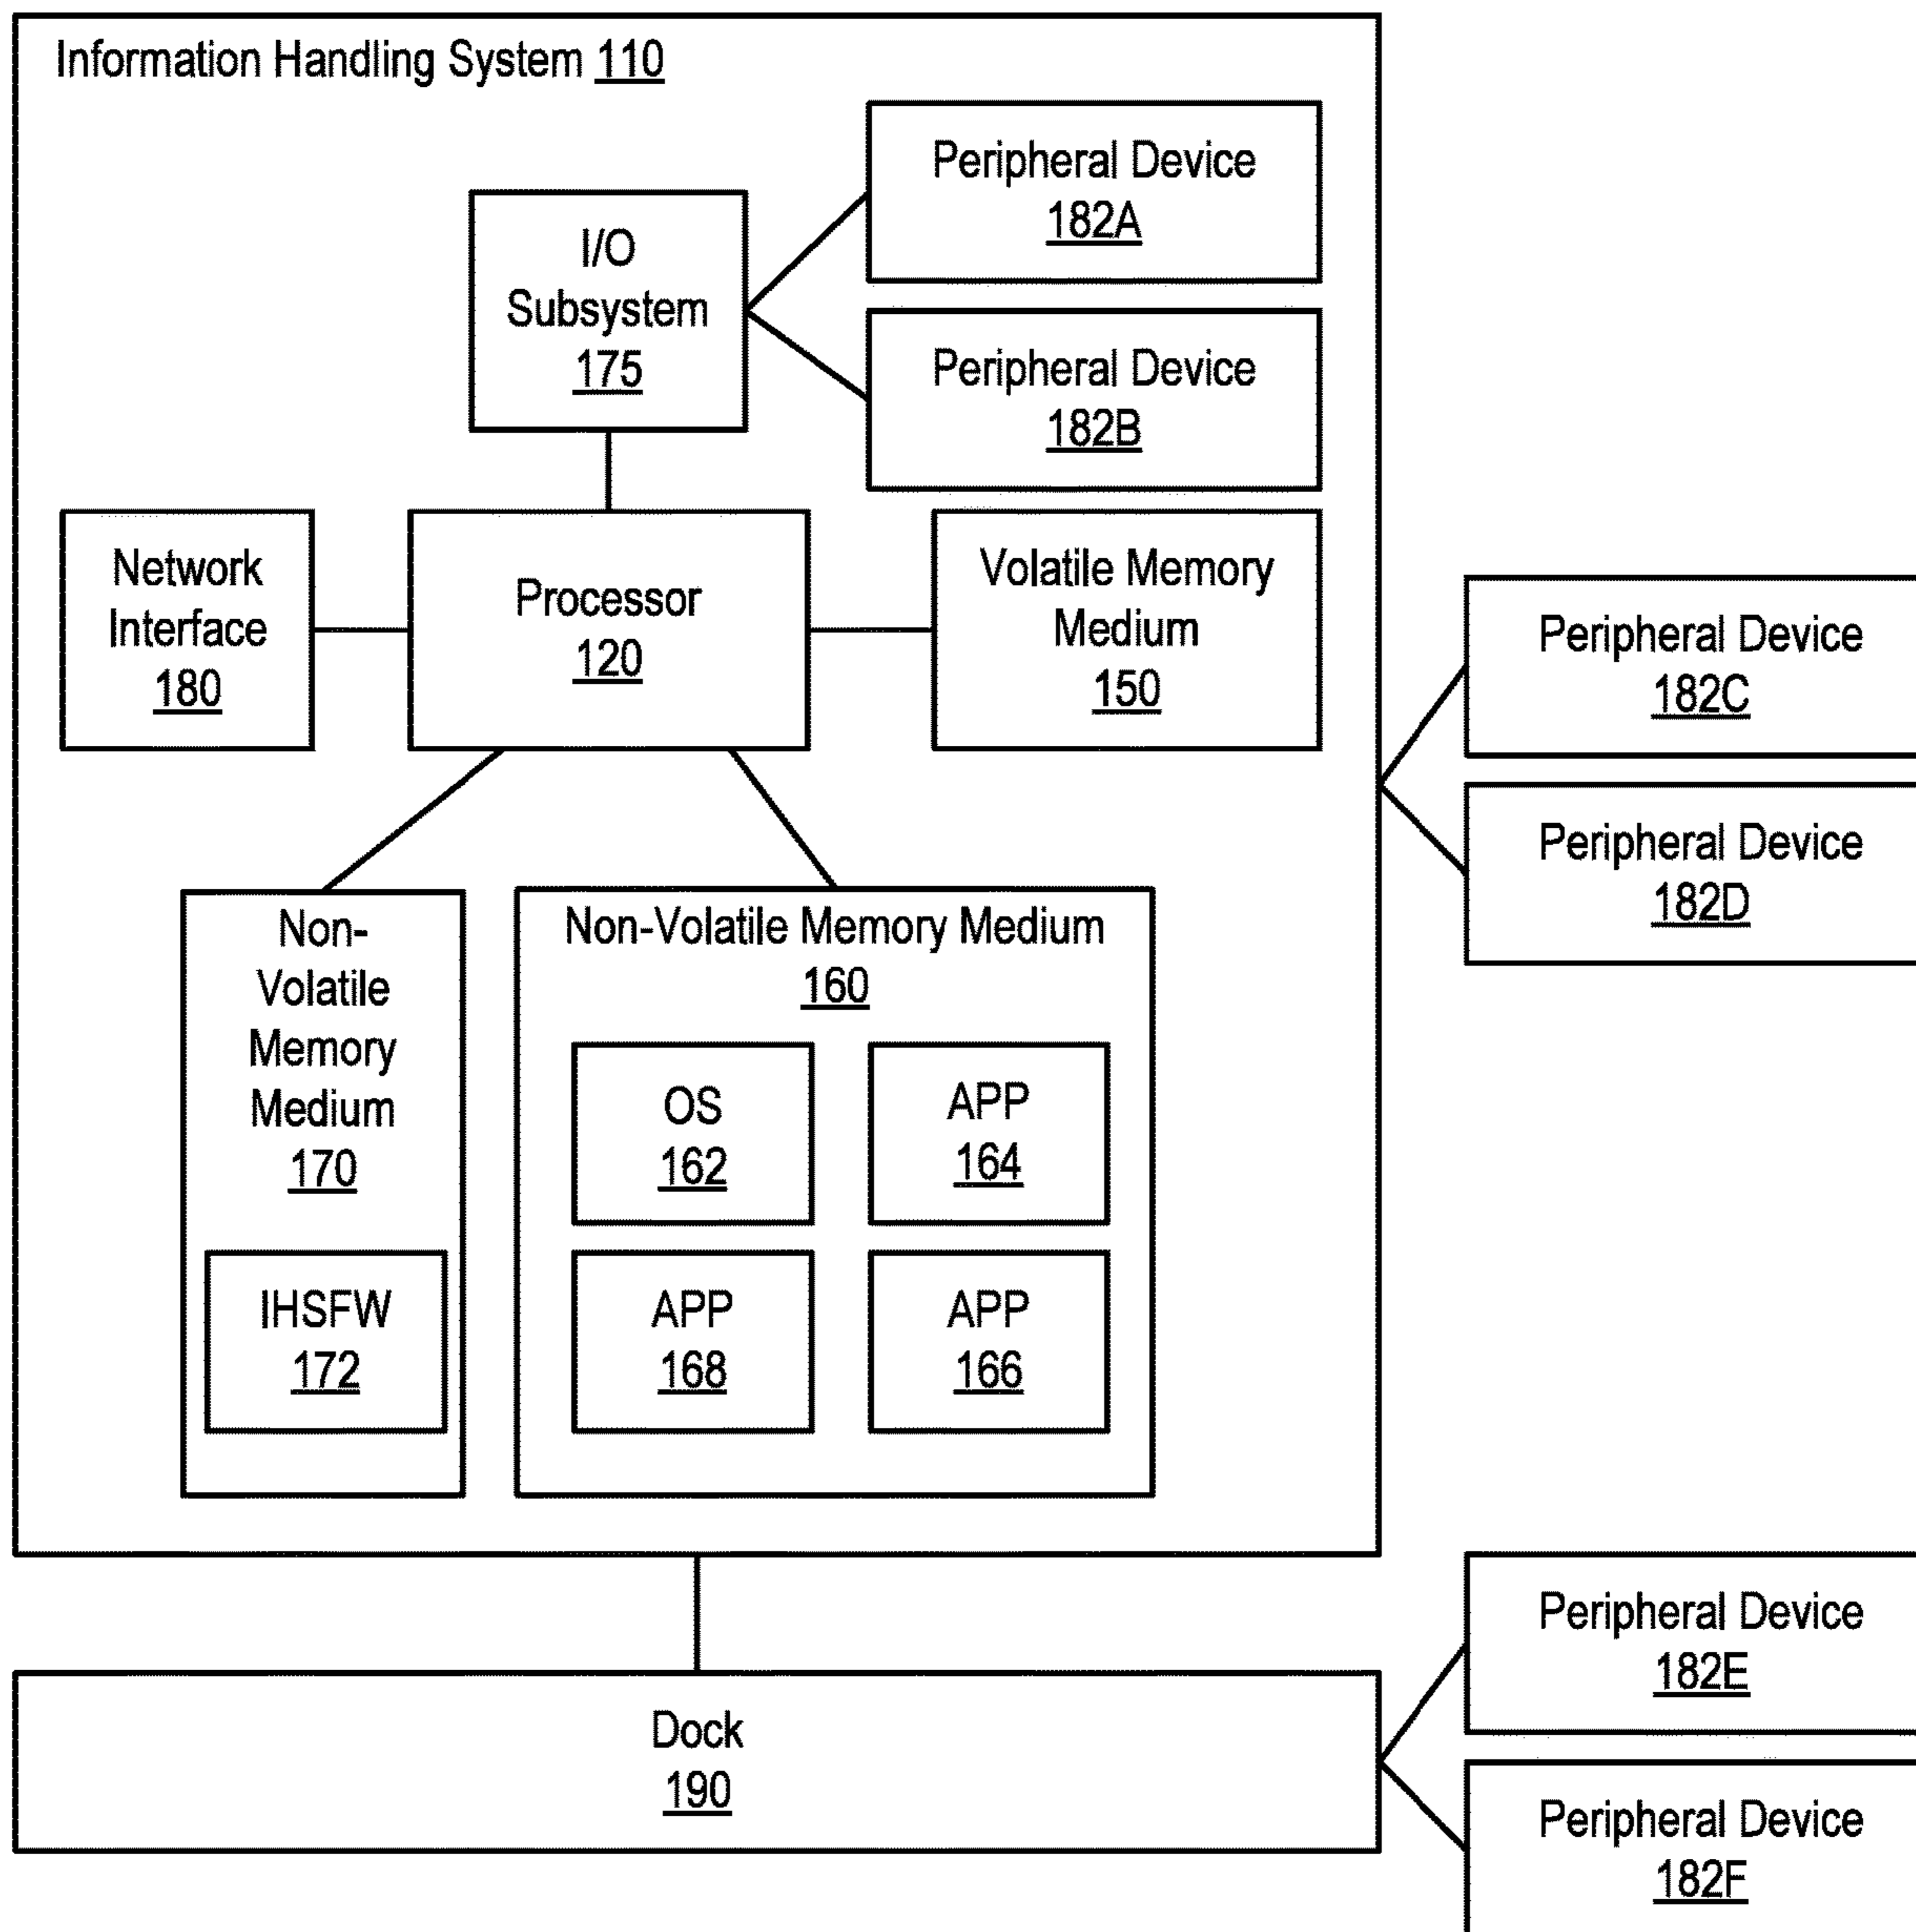 Information Handling System 110
Peripheral Device
182A
I/O
Subsystem
175
Peripheral Device
182B
Network
Interface
180
Processor
120
Volatile Memory
Medium
150
Peripheral Device
182C
Peripheral Device
182D
Non-
Volatile
Memory
Medium
170
IHSFW
172
Non-Volatile Memory Medium
160
OS
162
APP
164
APP
168
APP
166
Dock
190
Peripheral Device
182E
Peripheral Device
182F